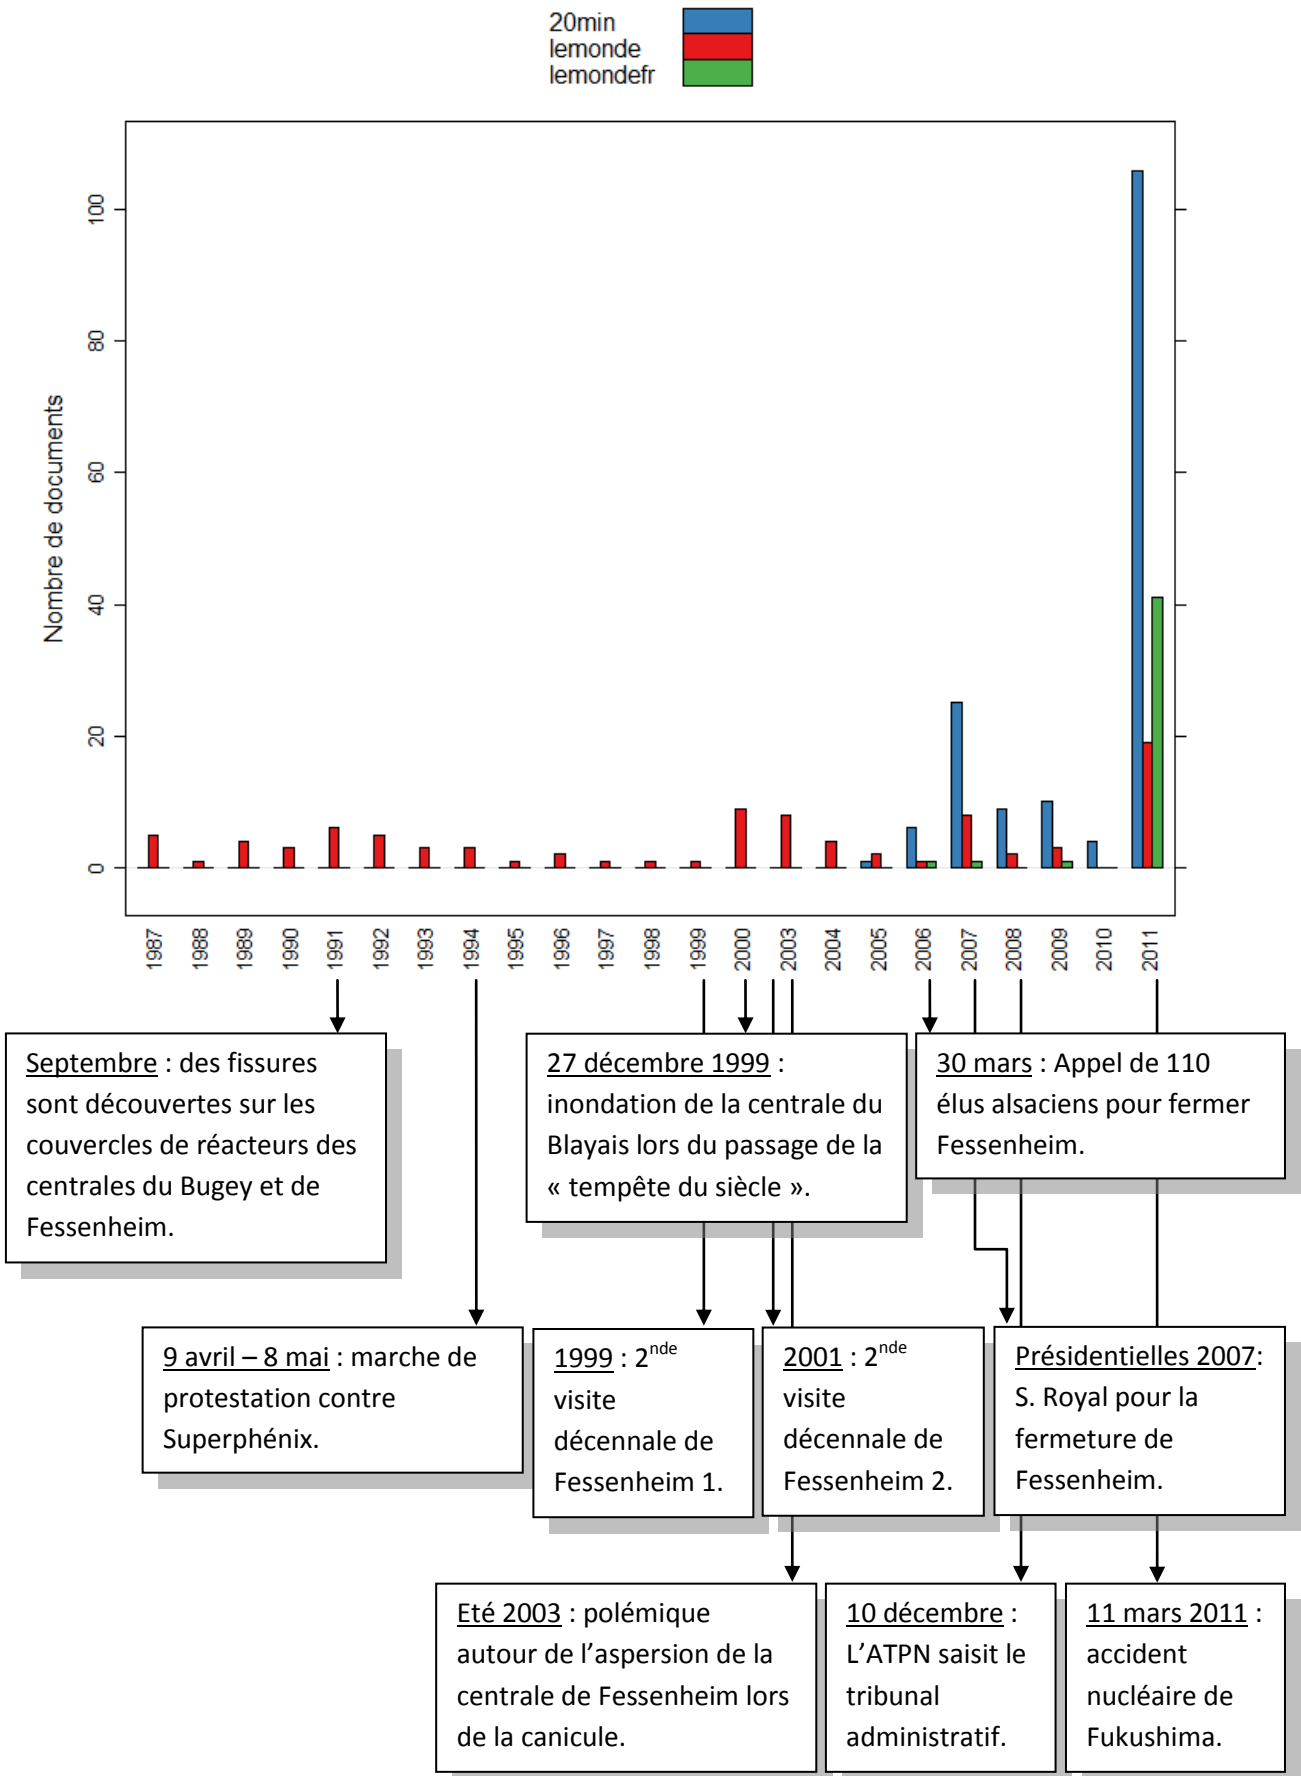 20min
lemonde
lemondefr
Nombre de documents
100
80
60
40
20
0
1987
1988
1989
1990
1991
1992
1993
1994
1995
1996
1997
1998
1999
2000
2003
2004
2005
2006
2007
2008
2009
2010
2011
Septembre : des fissures
sont découvertes sur les
couvercles de réacteurs des
centrales du Bugey et de
Fessenheim.
27 décembre 1999 :
inondation de la centrale du
Blayais lors du passage de la
« tempête du siècle ».
30 mars : Appel de 110
élus alsaciens pour fermer
Fessenheim.
9 avril – 8 mai : marche de
protestation contre
Superphénix.
1999 : 2nde
visite
décennale de
Fessenheim 1.
2001 : 2nde
visite
décennale de
Fessenheim 2.
Présidentielles 2007:
S. Royal pour la
fermeture de
Fessenheim.
Eté 2003 : polémique
autour de l’aspersion de la
centrale de Fessenheim lors
de la canicule.
10 décembre :
L’ATPN saisit le
tribunal
administratif.
11 mars 2011 :
accident
nucléaire de
Fukushima.